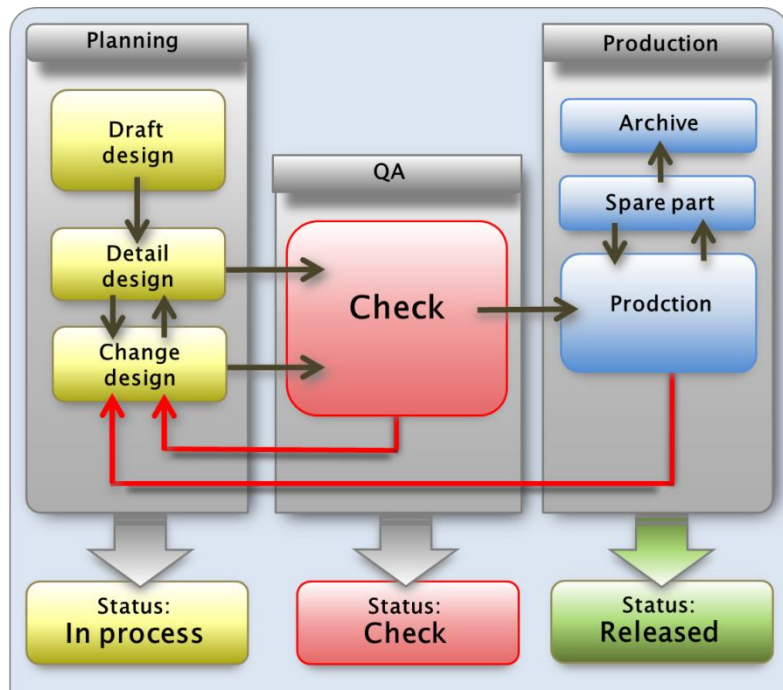 Planning
Draft
design
Detail
design
Change
design
QA
Check
Production
Archive
Spare part
Prodction
Status:
In process
Status:
Check
Status:
Released